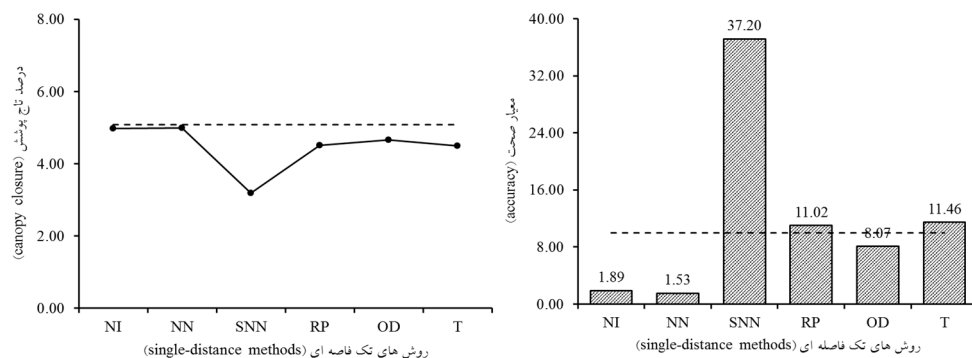 8.00
6.00
4.00
2.00
0.00
درصد تاج پوشش (canopy closure)
NI NN SNN RP OD T
روش های تک فاصه ای (single-distance methods)
40.00
32.00
24.00
16.00
8.00
0.00
معیار صحت (accuracy)
1.89
1.53
37.20
11.02
8.07
11.46
NI NN SNN RP OD T
روش های تک فاصله ای (single-distance methods)